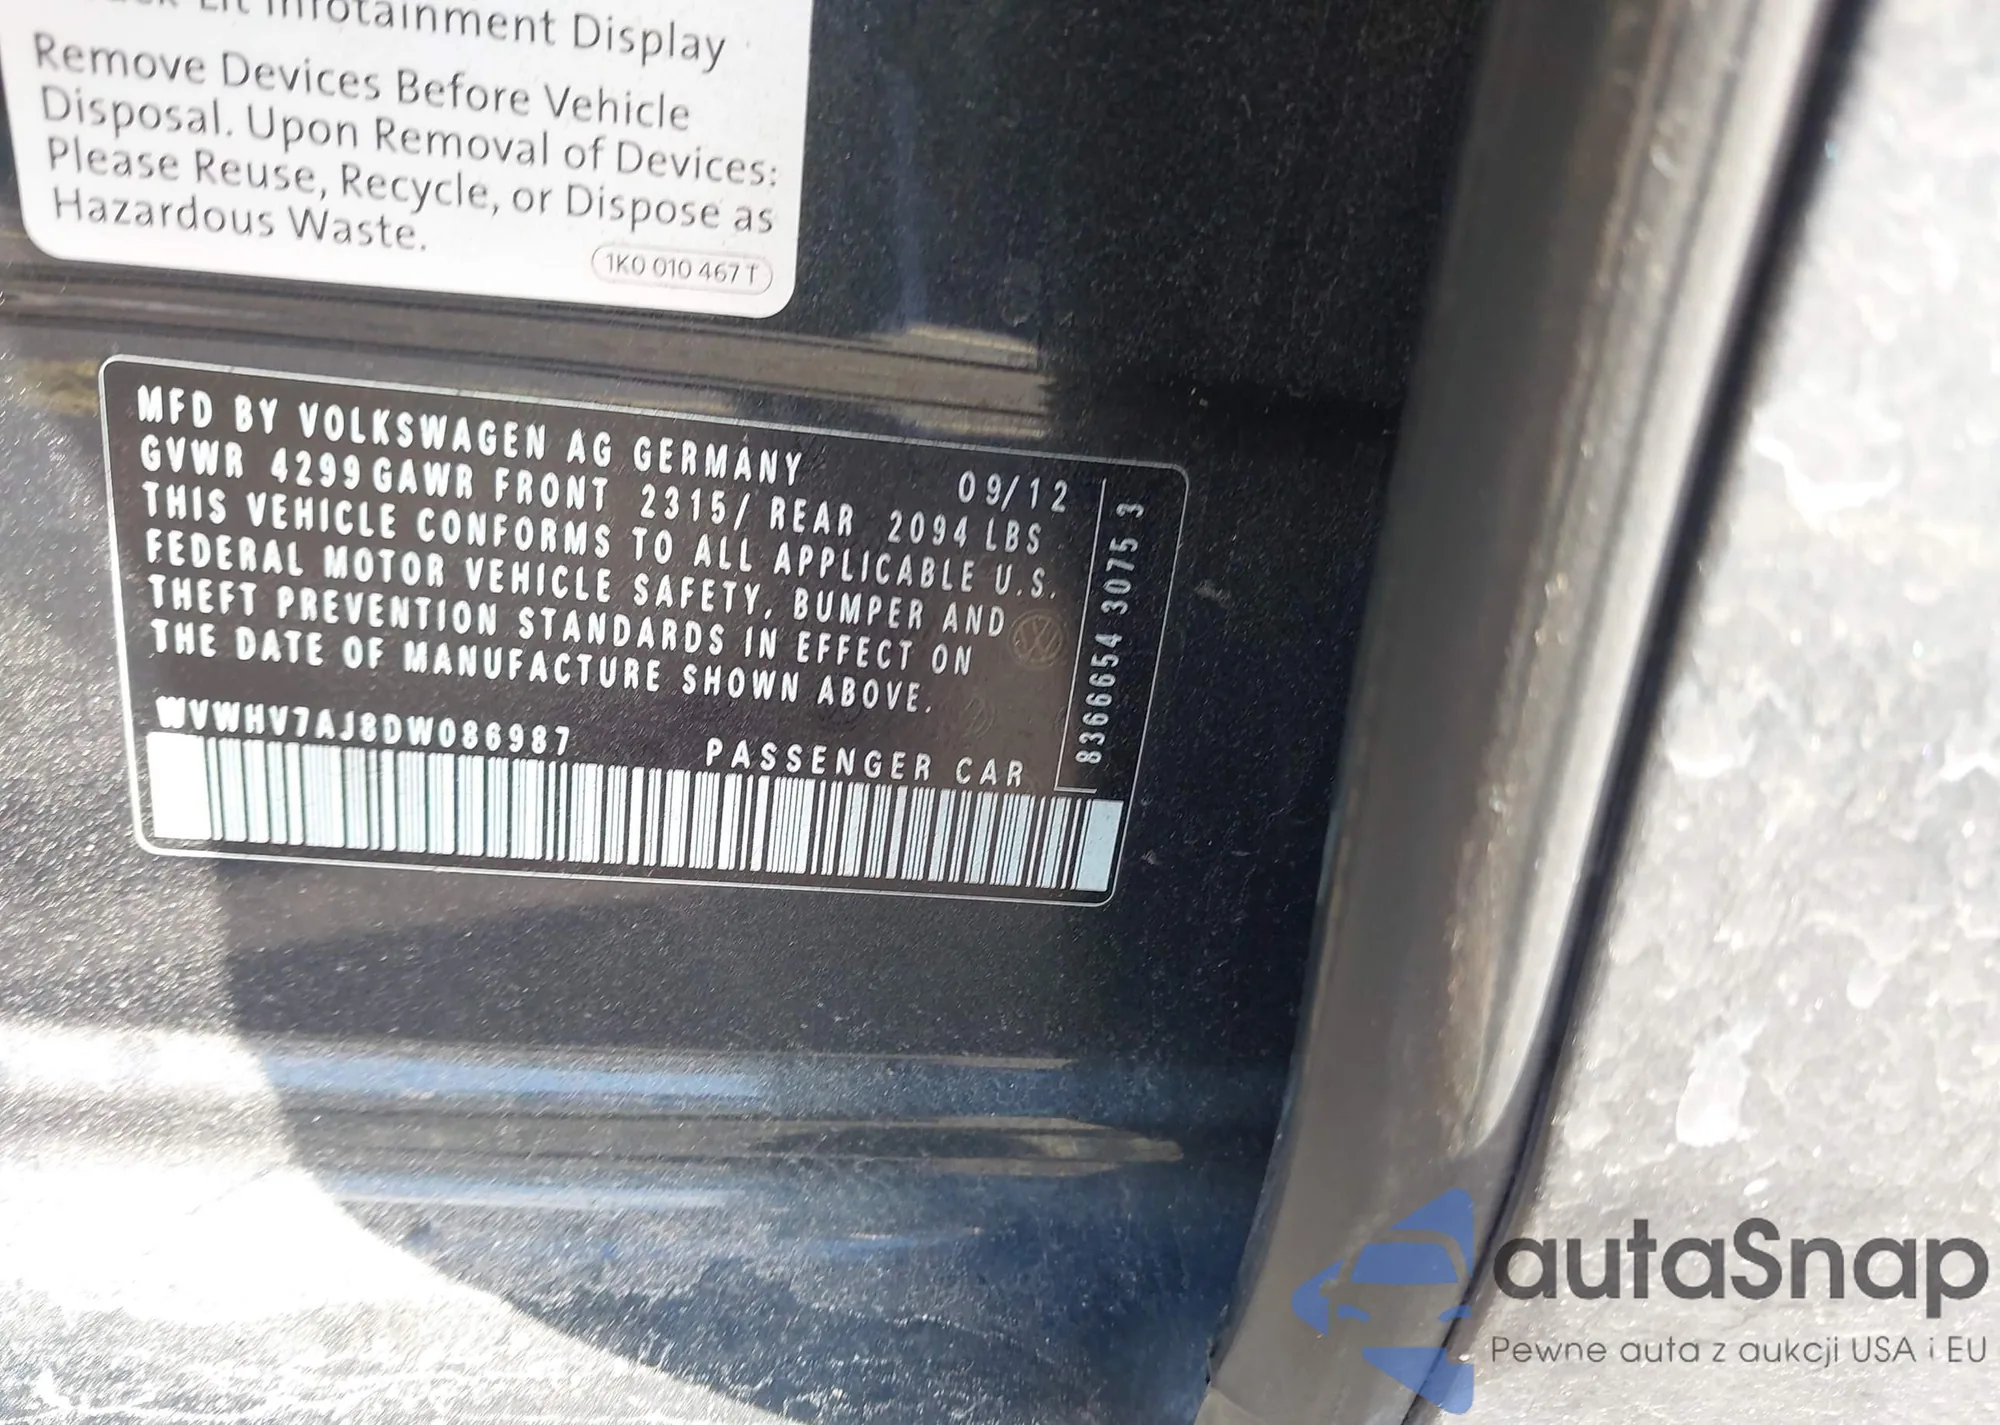 Lit Infotainment Display
Remove Devices Before Vehicle
Disposal. Upon Removal of Devices:
Please Reuse, Recycle, or Dispose as
Hazardous Waste.
1K0 010 467 T
MFD BY VOLKSWAGEN AG GERMANY 09/12
GVWR 4299 GAWR FRONT 2315/ REAR 2094 LBS
THIS VEHICLE CONFORMS TO ALL APPLICABLE U.S.
FEDERAL MOTOR VEHICLE SAFETY, BUMPER AND
THEFT PREVENTION STANDARDS IN EFFECT ON
THE DATE OF MANUFACTURE SHOWN ABOVE.
WVWHV7AJ8DW086987 PASSENGER CAR
8366654 3075 3
autaSnap
Pewne auta z aukcji USA i EU